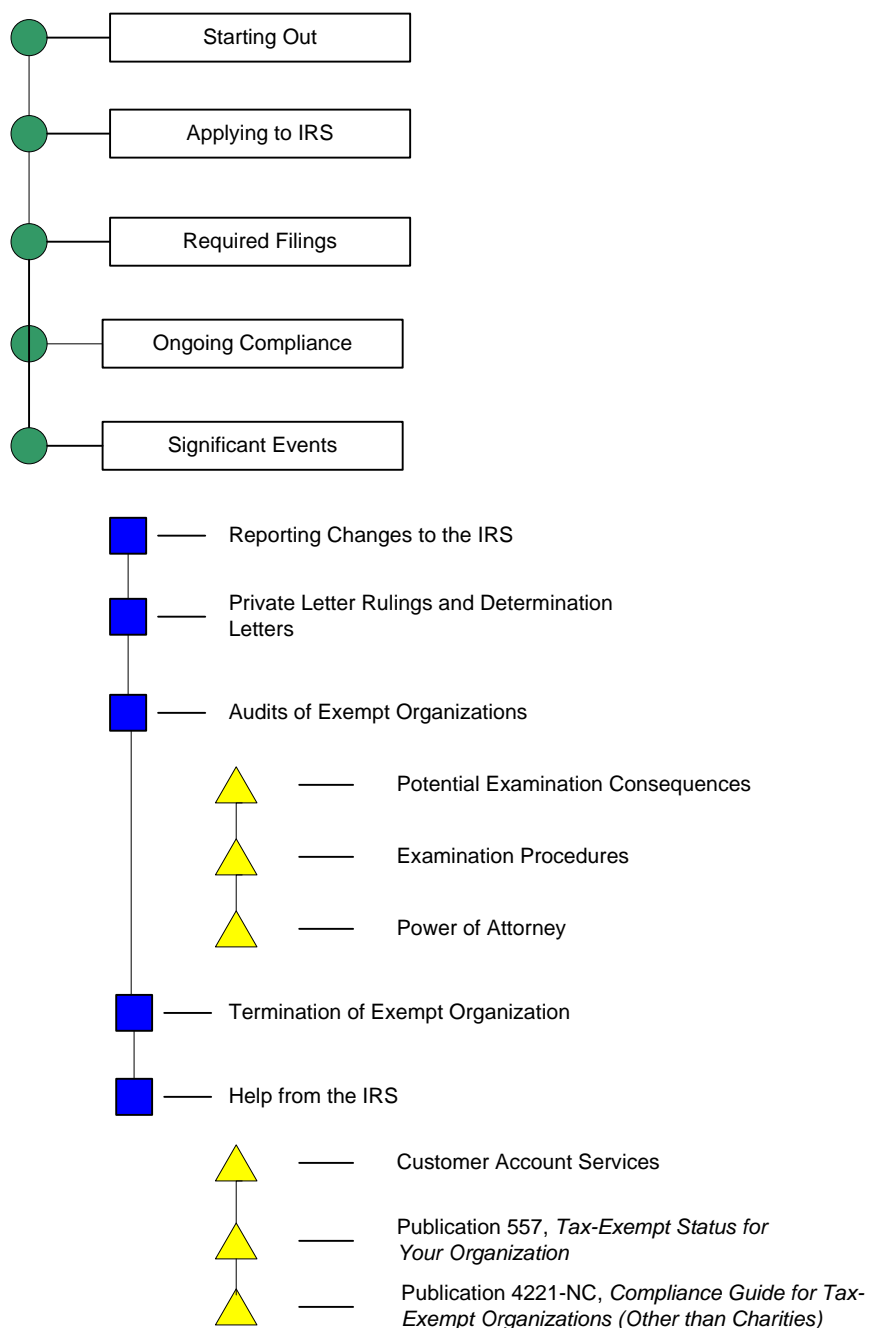 Starting Out
Applying to IRS
Required Filings
Ongoing Compliance
Significant Events
Reporting Changes to the IRS
Private Letter Rulings and Determination
Letters
Audits of Exempt Organizations
Potential Examination Consequences
Examination Procedures
Power of Attorney
Termination of Exempt Organization
Help from the IRS
Customer Account Services
Publication 557, Tax-Exempt Status for
Your Organization
Publication 4221-NC, Compliance Guide for Tax-
Exempt Organizations (Other than Charities)